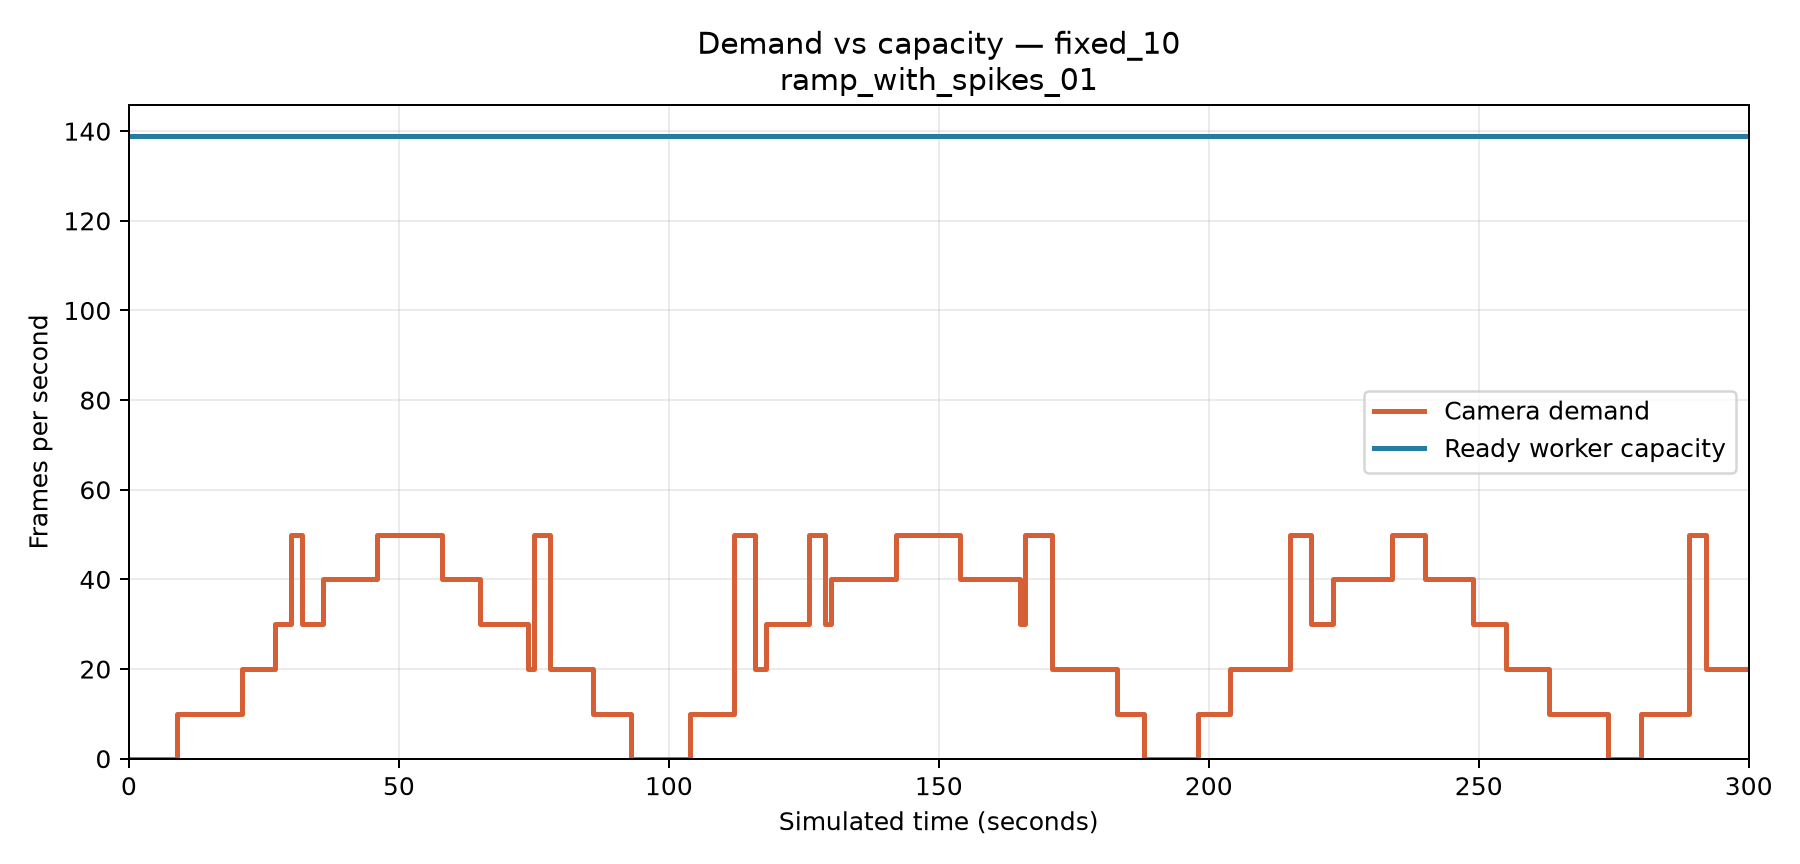 Demand vs capacity — fixed_10
ramp_with_spikes_01
140
120
100
80
60
40
20
0
Frames per second
Camera demand
Ready worker capacity
0 50 100 150 200 250 300
Simulated time (seconds)